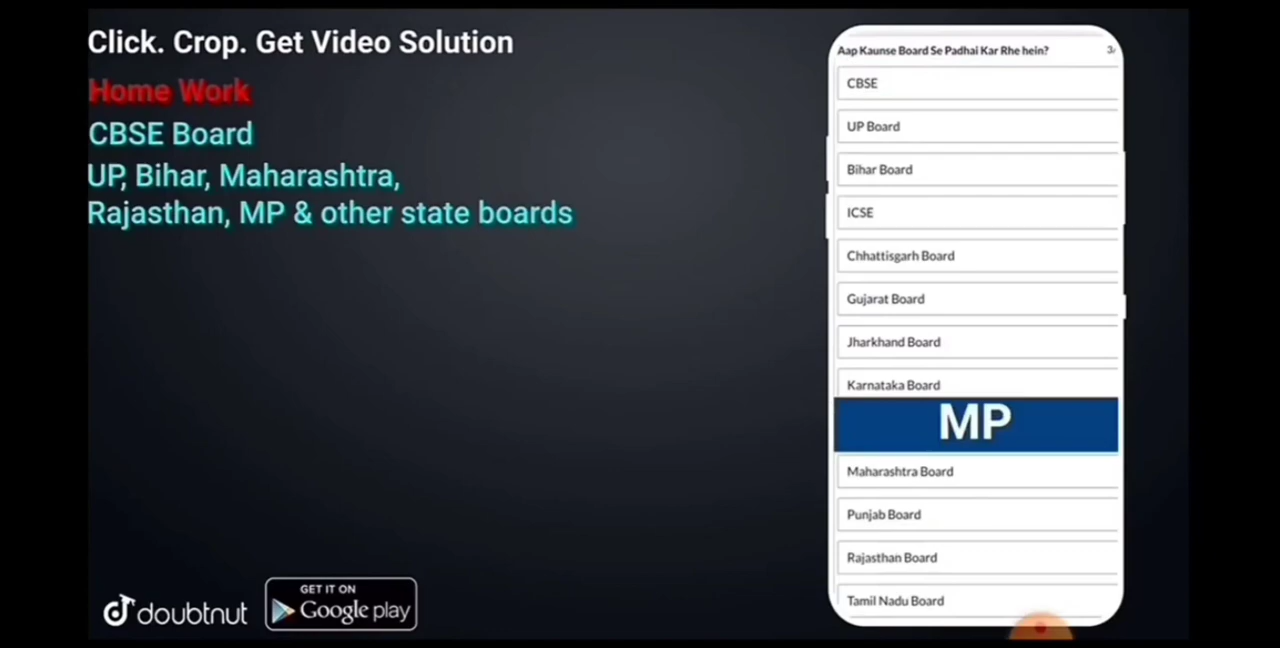 Click. Crop. Get Video Solution
Home Work
CBSE Board
UP, Bihar, Maharashtra,
Rajasthan, MP & other state boards
doubtnut
GET IT ON
Google play
Aap Kaunse Board Se Padhai Kar Rhe hein?
3/
CBSE
UP Board
Bihar Board
ICSE
Chhattisgarh Board
Gujarat Board
Jharkhand Board
Karnataka Board
MP
Maharashtra Board
Punjab Board
Rajasthan Board
Tamil Nadu Board